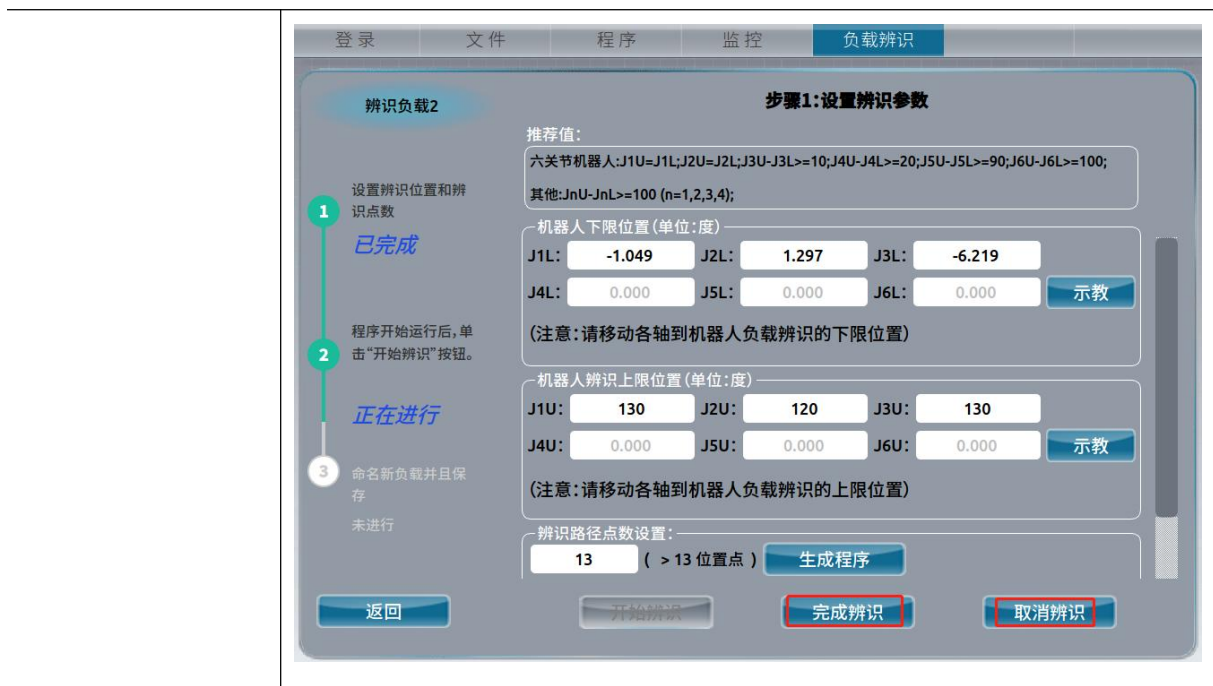 登录 文件 程序 监控 负载辨识
辨识负载2
步骤1:设置辨识参数
推荐值:
六关节机器人:J1U=J1L;J2U=J2L;J3U-J3L>=10;J4U-J4L>=20;J5U-J5L>=90;J6U-J6L>=100;
其他:JnU-JnL>=100 (n=1,2,3,4);
1
设置辨识位置和辨
识点数
已完成
2
程序开始运行后,单
击“开始辨识”按钮。
正在进行
3
命名新负载并且保
存
未进行
机器人下限位置(单位:度)
J1L: -1.049 J2L: 1.297 J3L: -6.219
J4L: 0.000 J5L: 0.000 J6L: 0.000 示教
(注意:请移动各轴到机器人负载辨识的下限位置)
机器人辨识上限位置(单位:度)
J1U: 130 J2U: 120 J3U: 130
J4U: 0.000 J5U: 0.000 J6U: 0.000 示教
(注意:请移动各轴到机器人负载辨识的上限位置)
辨识路径点数设置:
13 ( > 13 位置点 ) 生成程序
返回 开始辨识 完成辨识 取消辨识